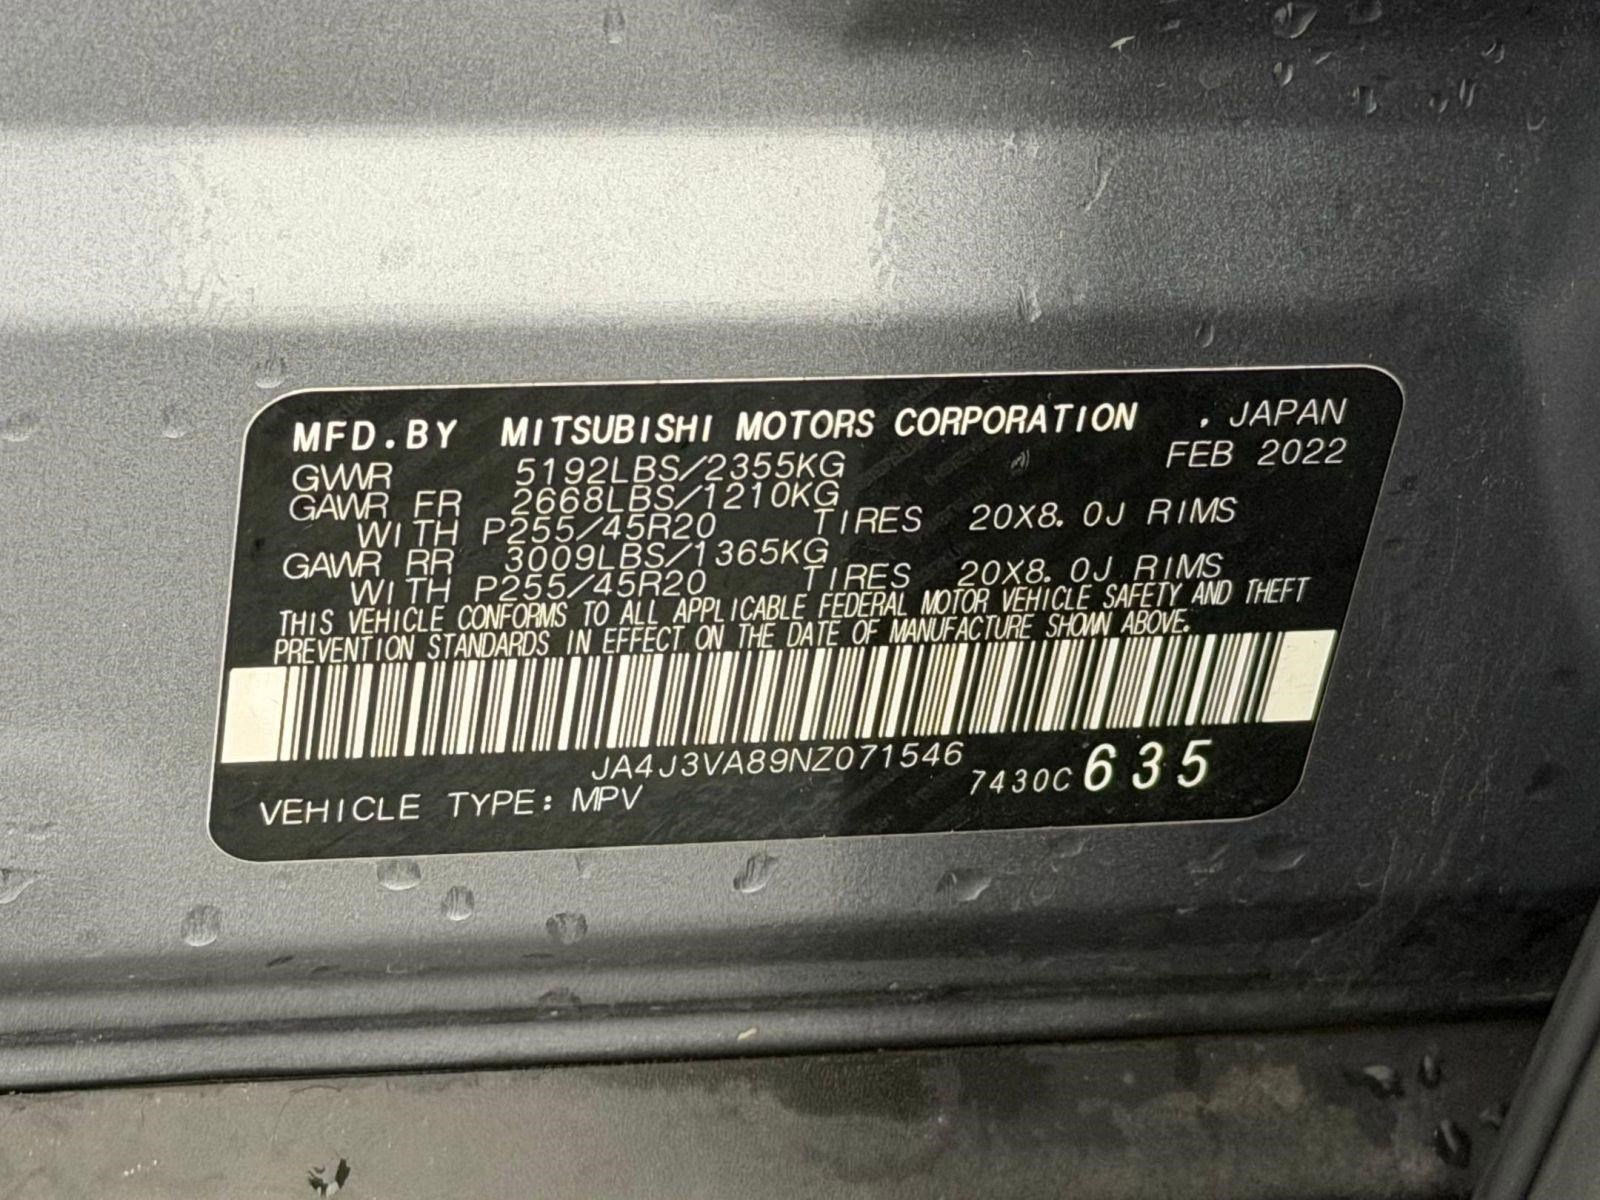 MFD.BY MITSUBISHI MOTORS CORPORATION , JAPAN
FEB 2022
GVWR 5192LBS/2355KG
GAWR FR 2668LBS/1210KG
WITH P255/45R20 TIRES 20X8.0J RIMS
GAWR RR 3009LBS/1365KG
WITH P255/45R20 TIRES 20X8.0J RIMS
THIS VEHICLE CONFORMS TO ALL APPLICABLE FEDERAL MOTOR VEHICLE SAFETY AND THEFT
PREVENTION STANDARDS IN EFFECT ON THE DATE OF MANUFACTURE SHOWN ABOVE.
JA4J3VA89NZ071546
7430C 635
VEHICLE TYPE: MPV